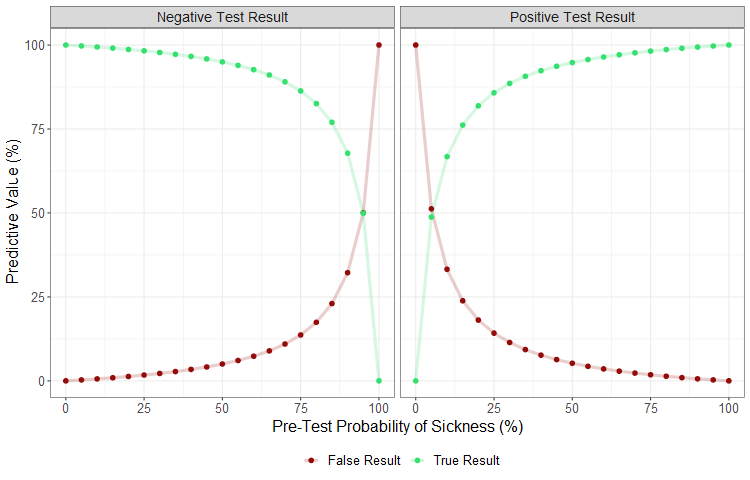 Negative Test Result
Positive Test Result
Predictive Value (%)
100
75
50
25
0
0 25 50 75 100
0 25 50 75 100
Pre-Test Probability of Sickness (%)
False Result True Result